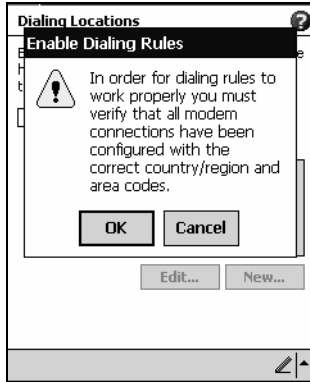 Dialing Locations
Enable Dialing Rules
In order for dialing rules to
work properly you must
verify that all modem
connections have been
configured with the
correct country/region and
area codes.
OK
Cancel
Edit...
New...